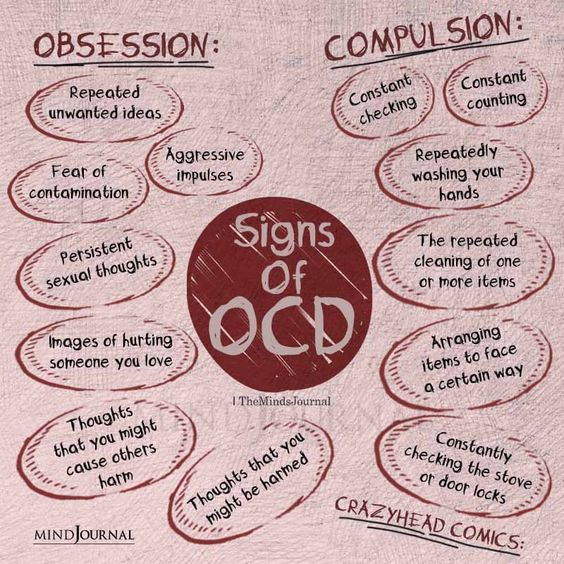 OBSESSION:
Repeated
unwanted ideas
Aggressive
impulses
Fear of
contamination
Persistent
sexual thoughts
Images of hurting
someone you love
Thoughts
that you might
cause others
harm
Thoughts that you
might be harmed
Signs
Of
OCD
| TheMindsJournal
COMPULSION:
Constant
checking
Constant
counting
Repeatedly
washing your
hands
The repeated
cleaning of one
or more items
Arranging
items to face
a certain way
Constantly
checking the stove
or door locks
MINDJOURNAL
CRAZYHEAD COMICS: